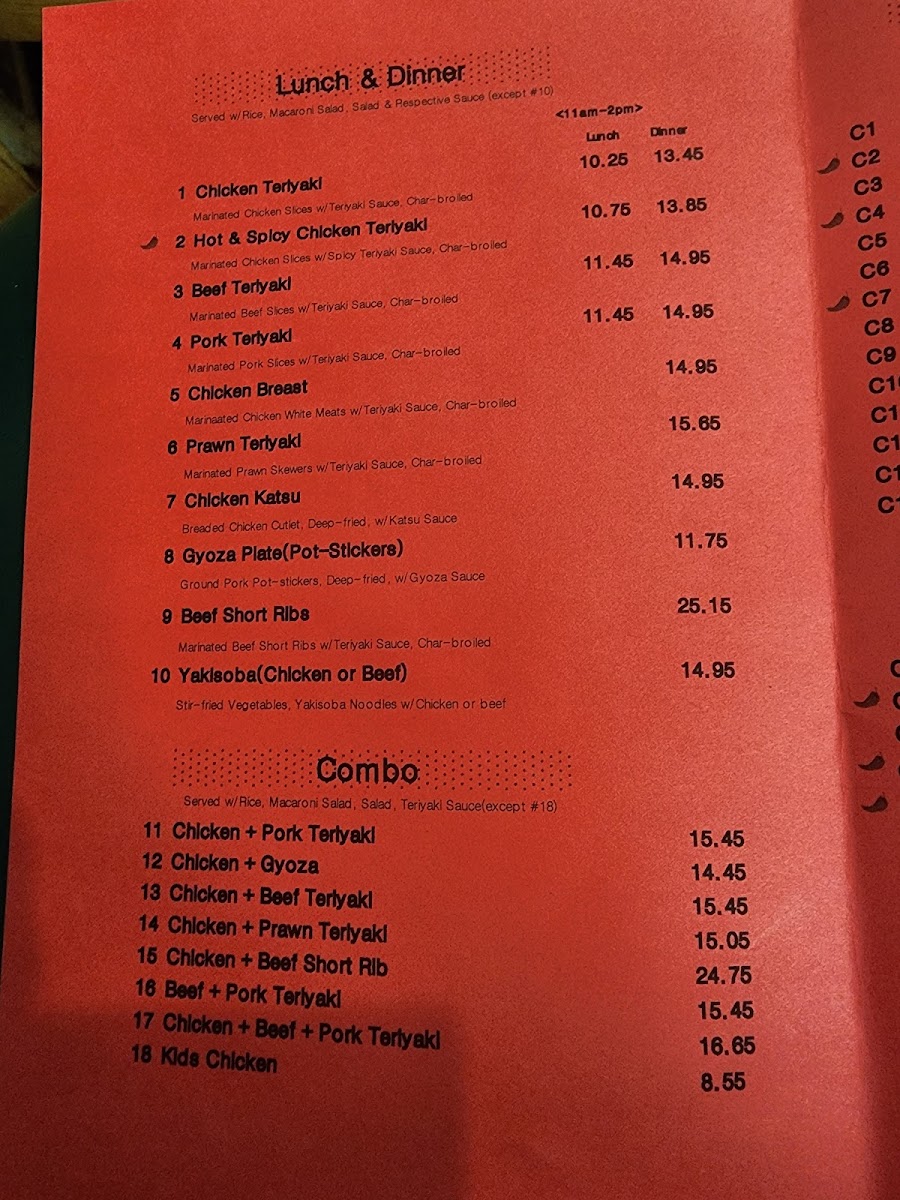 Lunch & Dinner
Served w/Rice, Macaroni Salad, Salad & Respective Sauce (except #10)
<11am-2pm>
Lunch Dinner
1 Chicken Teriyaki 10.25 13.45
Marinated Chicken Slices w/Teriyaki Sauce, Char-broiled
2 Hot & Spicy Chicken Teriyaki 10.75 13.85
Marinated Chicken Slices w/Spicy Teriyaki Sauce, Char-broiled
3 Beef Teriyaki 11.45 14.95
Marinated Beef Slices w/Teriyaki Sauce, Char-broiled
4 Pork Teriyaki 11.45 14.95
Marinated Pork Slices w/Teriyaki Sauce, Char-broiled
5 Chicken Breast 14.95
Marinaated Chicken White Meats w/Teriyaki Sauce, Char-broiled
6 Prawn Teriyaki 15.65
Marinated Prawn Skewers w/Teriyaki Sauce, Char-broiled
7 Chicken Katsu 14.95
Breaded Chicken Cutlet, Deep-fried, w/Katsu Sauce
8 Gyoza Plate(Pot-Stickers) 11.75
Ground Pork Pot-stickers, Deep-fried, w/Gyoza Sauce
9 Beef Short Ribs 25.15
Marinated Beef Short Ribs w/Teriyaki Sauce, Char-broiled
10 Yakisoba(Chicken or Beef) 14.95
Stir-fried Vegetables, Yakisoba Noodles w/Chicken or beef
Combo
Served w/Rice, Macaroni Salad, Salad, Teriyaki Sauce(except #18)
11 Chicken + Pork Teriyaki 15.45
12 Chicken + Gyoza 14.45
13 Chicken + Beef Teriyaki 15.45
14 Chicken + Prawn Teriyaki 15.05
15 Chicken + Beef Short Rib 24.75
16 Beef + Pork Teriyaki 15.45
17 Chicken + Beef + Pork Teriyaki 16.65
18 Kids Chicken 8.55
C1
C2
C3
C4
C5
C6
C7
C8
C9